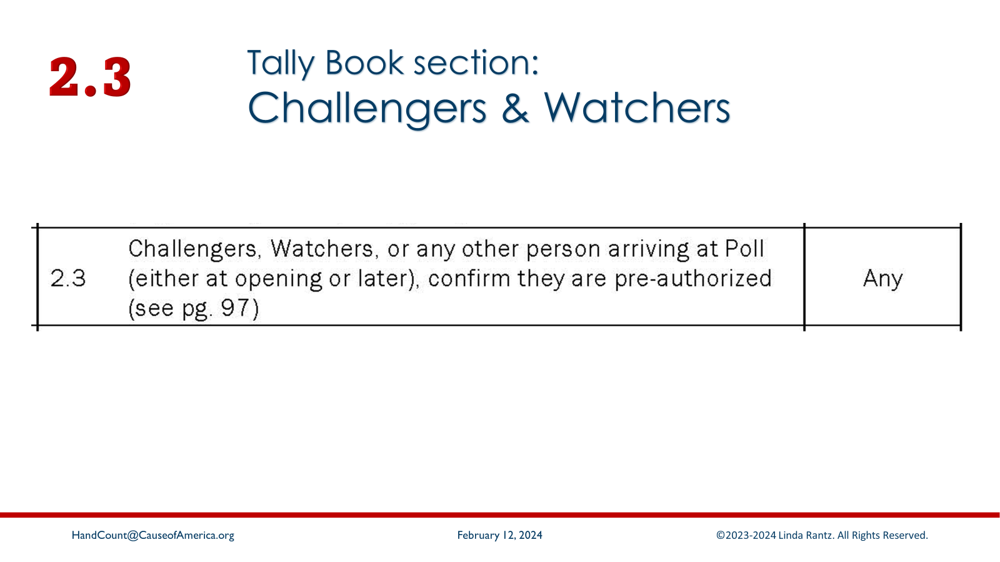 2.3
Tally Book section:
Challengers & Watchers
2.3
Challengers, Watchers, or any other person arriving at Poll
(either at opening or later), confirm they are pre-authorized
(see pg. 97)
Any
HandCount@CauseofAmerica.org
February 12, 2024
©2023-2024 Linda Rantz. All Rights Reserved.